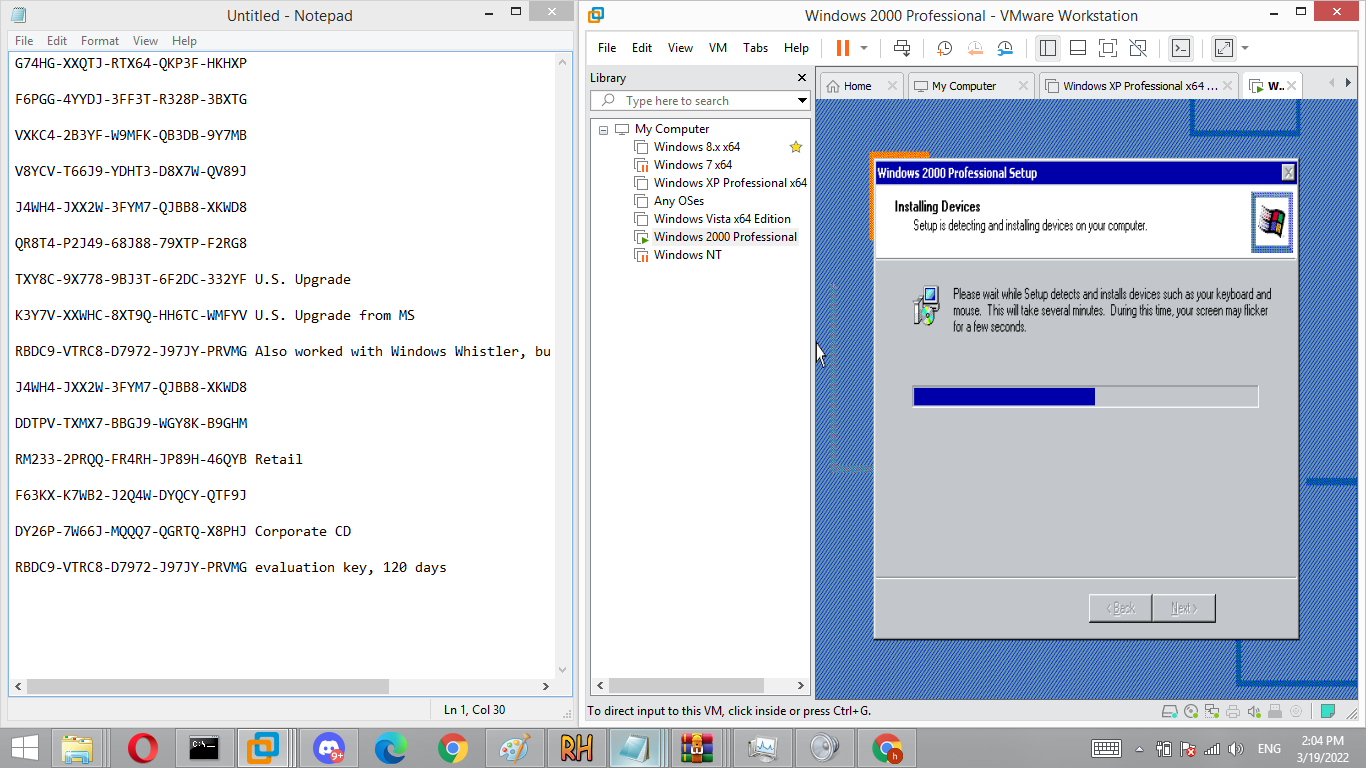 Untitled - Notepad
File Edit Format View Help
G74HG-XXQTJ-RTX64-QKP3F-HKHXP
F6PGG-4YYDJ-3FF3T-R328P-3BXTG
VXKC4-2B3YF-W9MFK-QB3DB-9Y7MB
V8YCV-T66J9-YDHT3-D8X7W-QV89J
J4WH4-JXX2W-3FYM7-QJBB8-XKWD8
QR8T4-P2J49-68J88-79XTP-F2RG8
TXY8C-9X778-9BJ3T-6F2DC-332YF U.S. Upgrade
K3Y7V-XXWHC-8XT9Q-HH6TC-WMFYV U.S. Upgrade from MS
RBDC9-VTRC8-D7972-J97JY-PRVMG Also worked with Windows Whistler, bu
J4WH4-JXX2W-3FYM7-QJBB8-XKWD8
DDTPV-TXMX7-BBGJ9-WGY8K-B9GHM
RM233-2PRQQ-FR4RH-JP89H-46QYB Retail
F63KX-K7WB2-J2Q4W-DYQCY-QTF9J
DY26P-7W66J-MQQQ7-QGRTQ-X8PHJ Corporate CD
RBDC9-VTRC8-D7972-J97JY-PRVMG evaluation key, 120 days
Ln 1, Col 30
Windows 2000 Professional - VMware Workstation
File Edit View VM Tabs Help
Library
Type here to search
My Computer
Windows 8.x x64
Windows 7 x64
Windows XP Professional x64
Any OSes
Windows Vista x64 Edition
Windows 2000 Professional
Windows NT
Home
My Computer
Windows XP Professional x64 ...
W..
Windows 2000 Professional Setup
Installing Devices
Setup is detecting and installing devices on your computer.
Please wait while Setup detects and installs devices such as your keyboard and
mouse. This will take several minutes. During this time, your screen may flicker
for a few seconds.
< Back
Next >
To direct input to this VM, click inside or press Ctrl+G.
C:\
9+
RH
h
ENG
2:04 PM
3/19/2022